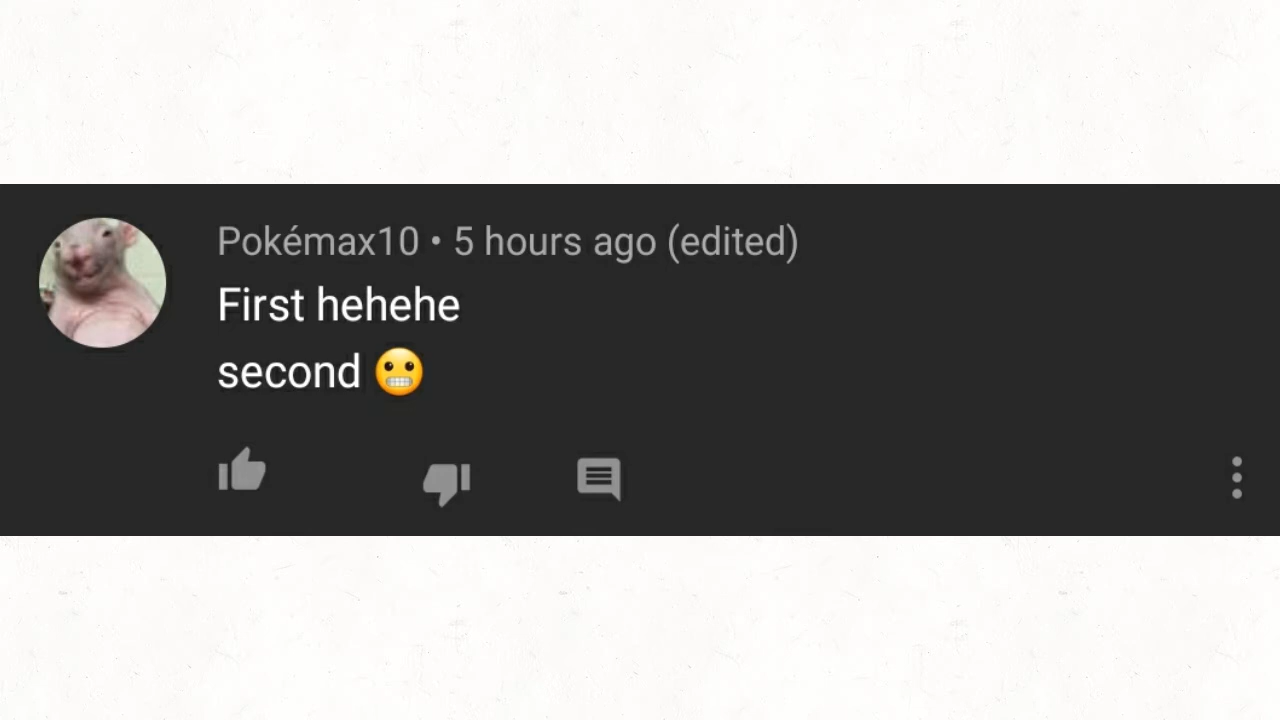 Pokémax10 • 5 hours ago (edited)
First hehehe
second 😬